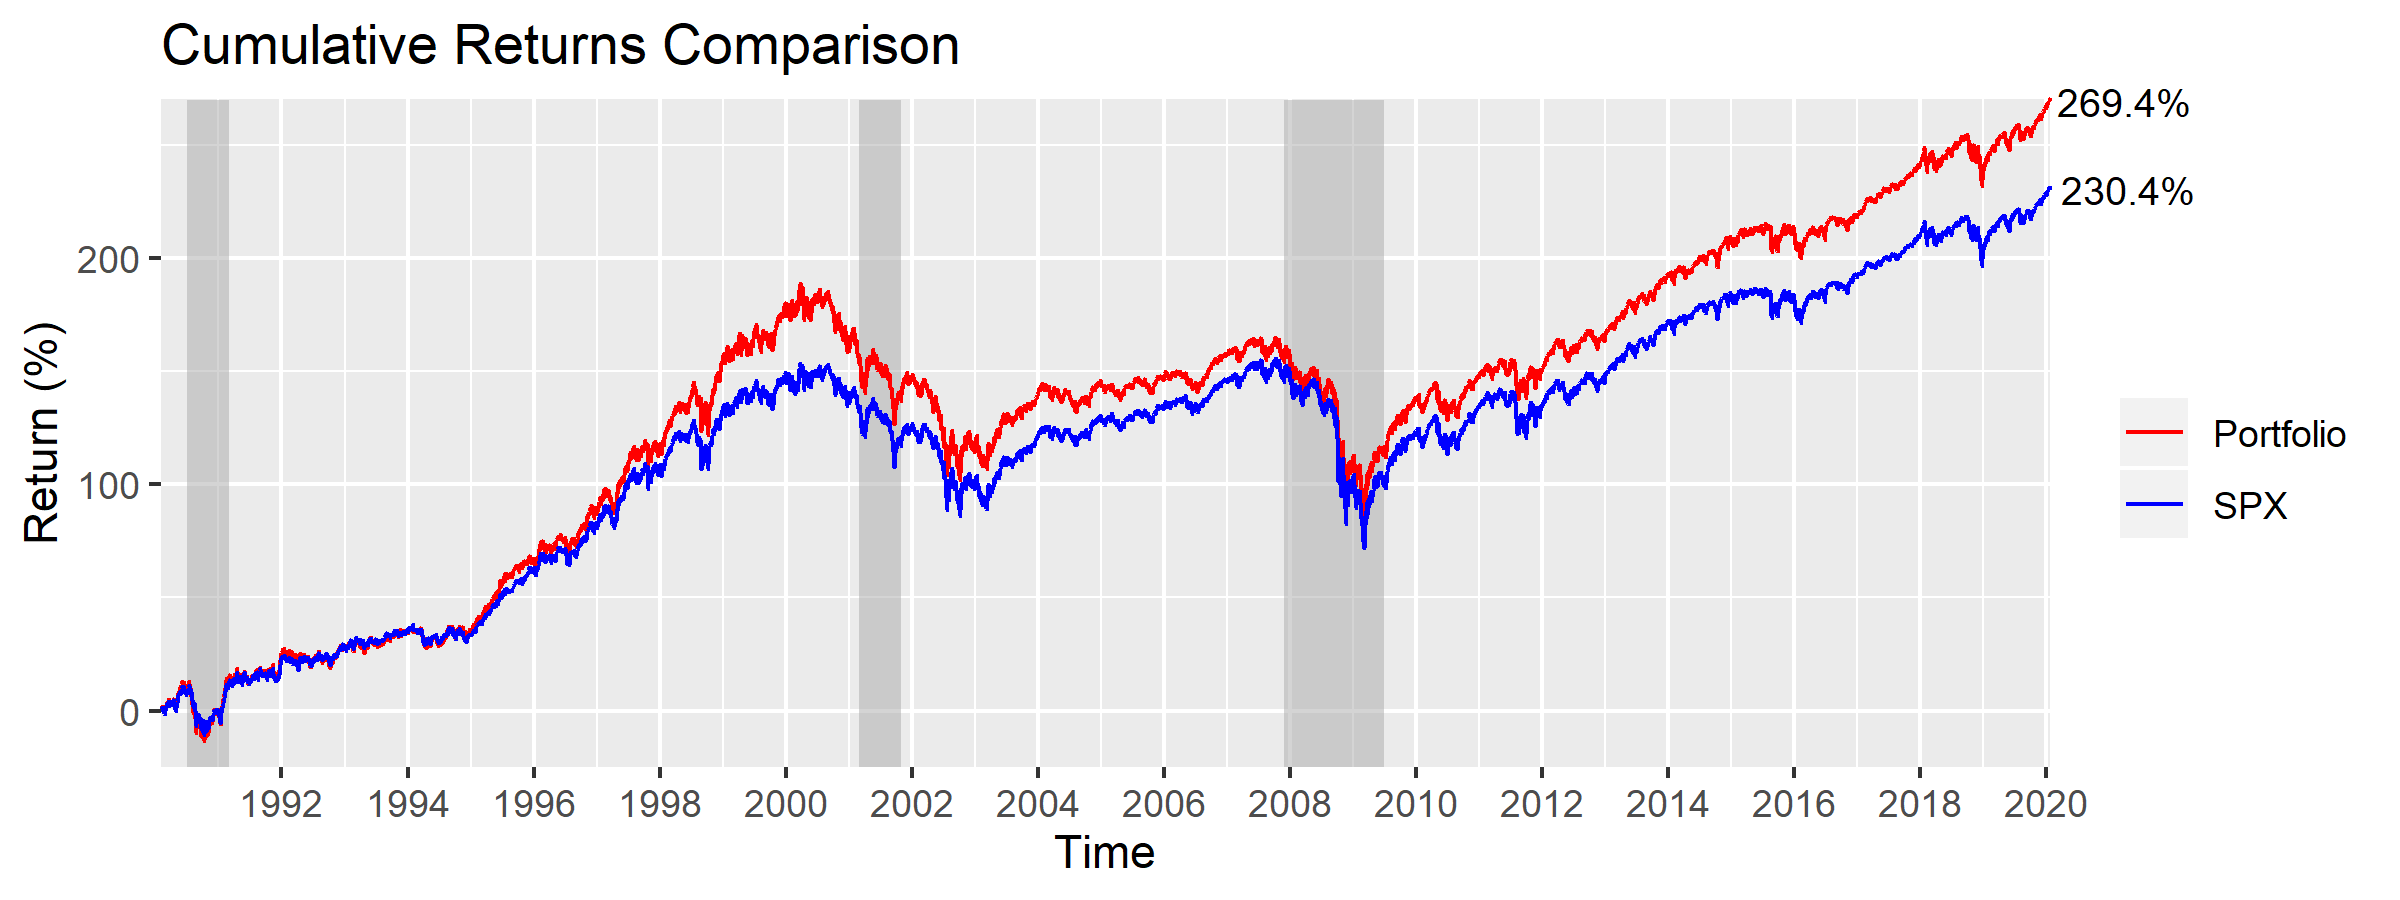 Cumulative Returns Comparison
269.4%
230.4%
200
100
0
Return (%)
Portfolio
SPX
1992 1994 1996 1998 2000 2002 2004 2006 2008 2010 2012 2014 2016 2018 2020
Time